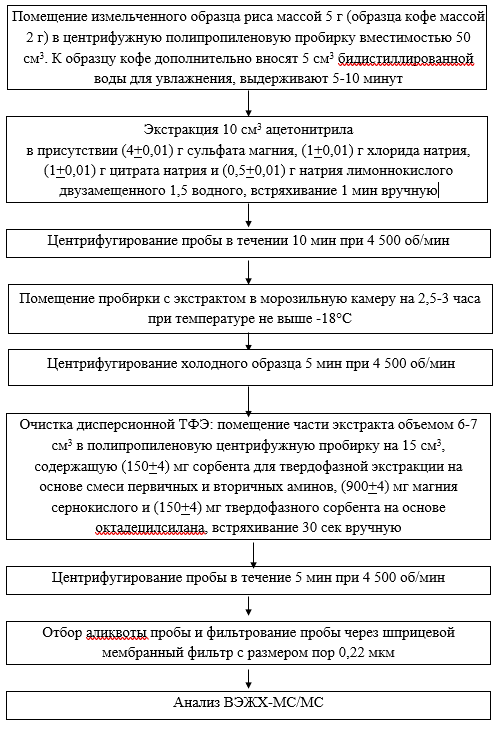 Помещение измельченного образца риса массой 5 г (образца кофе массой
2 г) в центрифужную полипропиленовую пробирку вместимостью 50
см³. К образцу кофе дополнительно вносят 5 см³ бидистиллированной
воды для увлажнения, выдерживают 5-10 минут
Экстракция 10 см³ ацетонитрила
в присутствии (4±0,01) г сульфата магния, (1±0,01) г хлорида натрия,
(1±0,01) г цитрата натрия и (0,5±0,01) г натрия лимоннокислого
двузамещенного 1,5 водного, встряхивание 1 мин вручную
Центрифугирование пробы в течении 10 мин при 4 500 об/мин
Помещение пробирки с экстрактом в морозильную камеру на 2,5-3 часа
при температуре не выше -18°С
Центрифугирование холодного образца 5 мин при 4 500 об/мин
Очистка дисперсионной ТФЭ: помещение части экстракта объемом 6-7
см³ в полипропиленовую центрифужную пробирку на 15 см³,
содержащую (150±4) мг сорбента для твердофазной экстракции на
основе смеси первичных и вторичных аминов, (900±4) мг магния
сернокислого и (150±4) мг твердофазного сорбента на основе
октадецилсилана, встряхивание 30 сек вручную
Центрифугирование пробы в течение 5 мин при 4 500 об/мин
Отбор аликвоты пробы и фильтрование пробы через шприцевой
мембранный фильтр с размером пор 0,22 мкм
Анализ ВЭЖХ-МС/МС